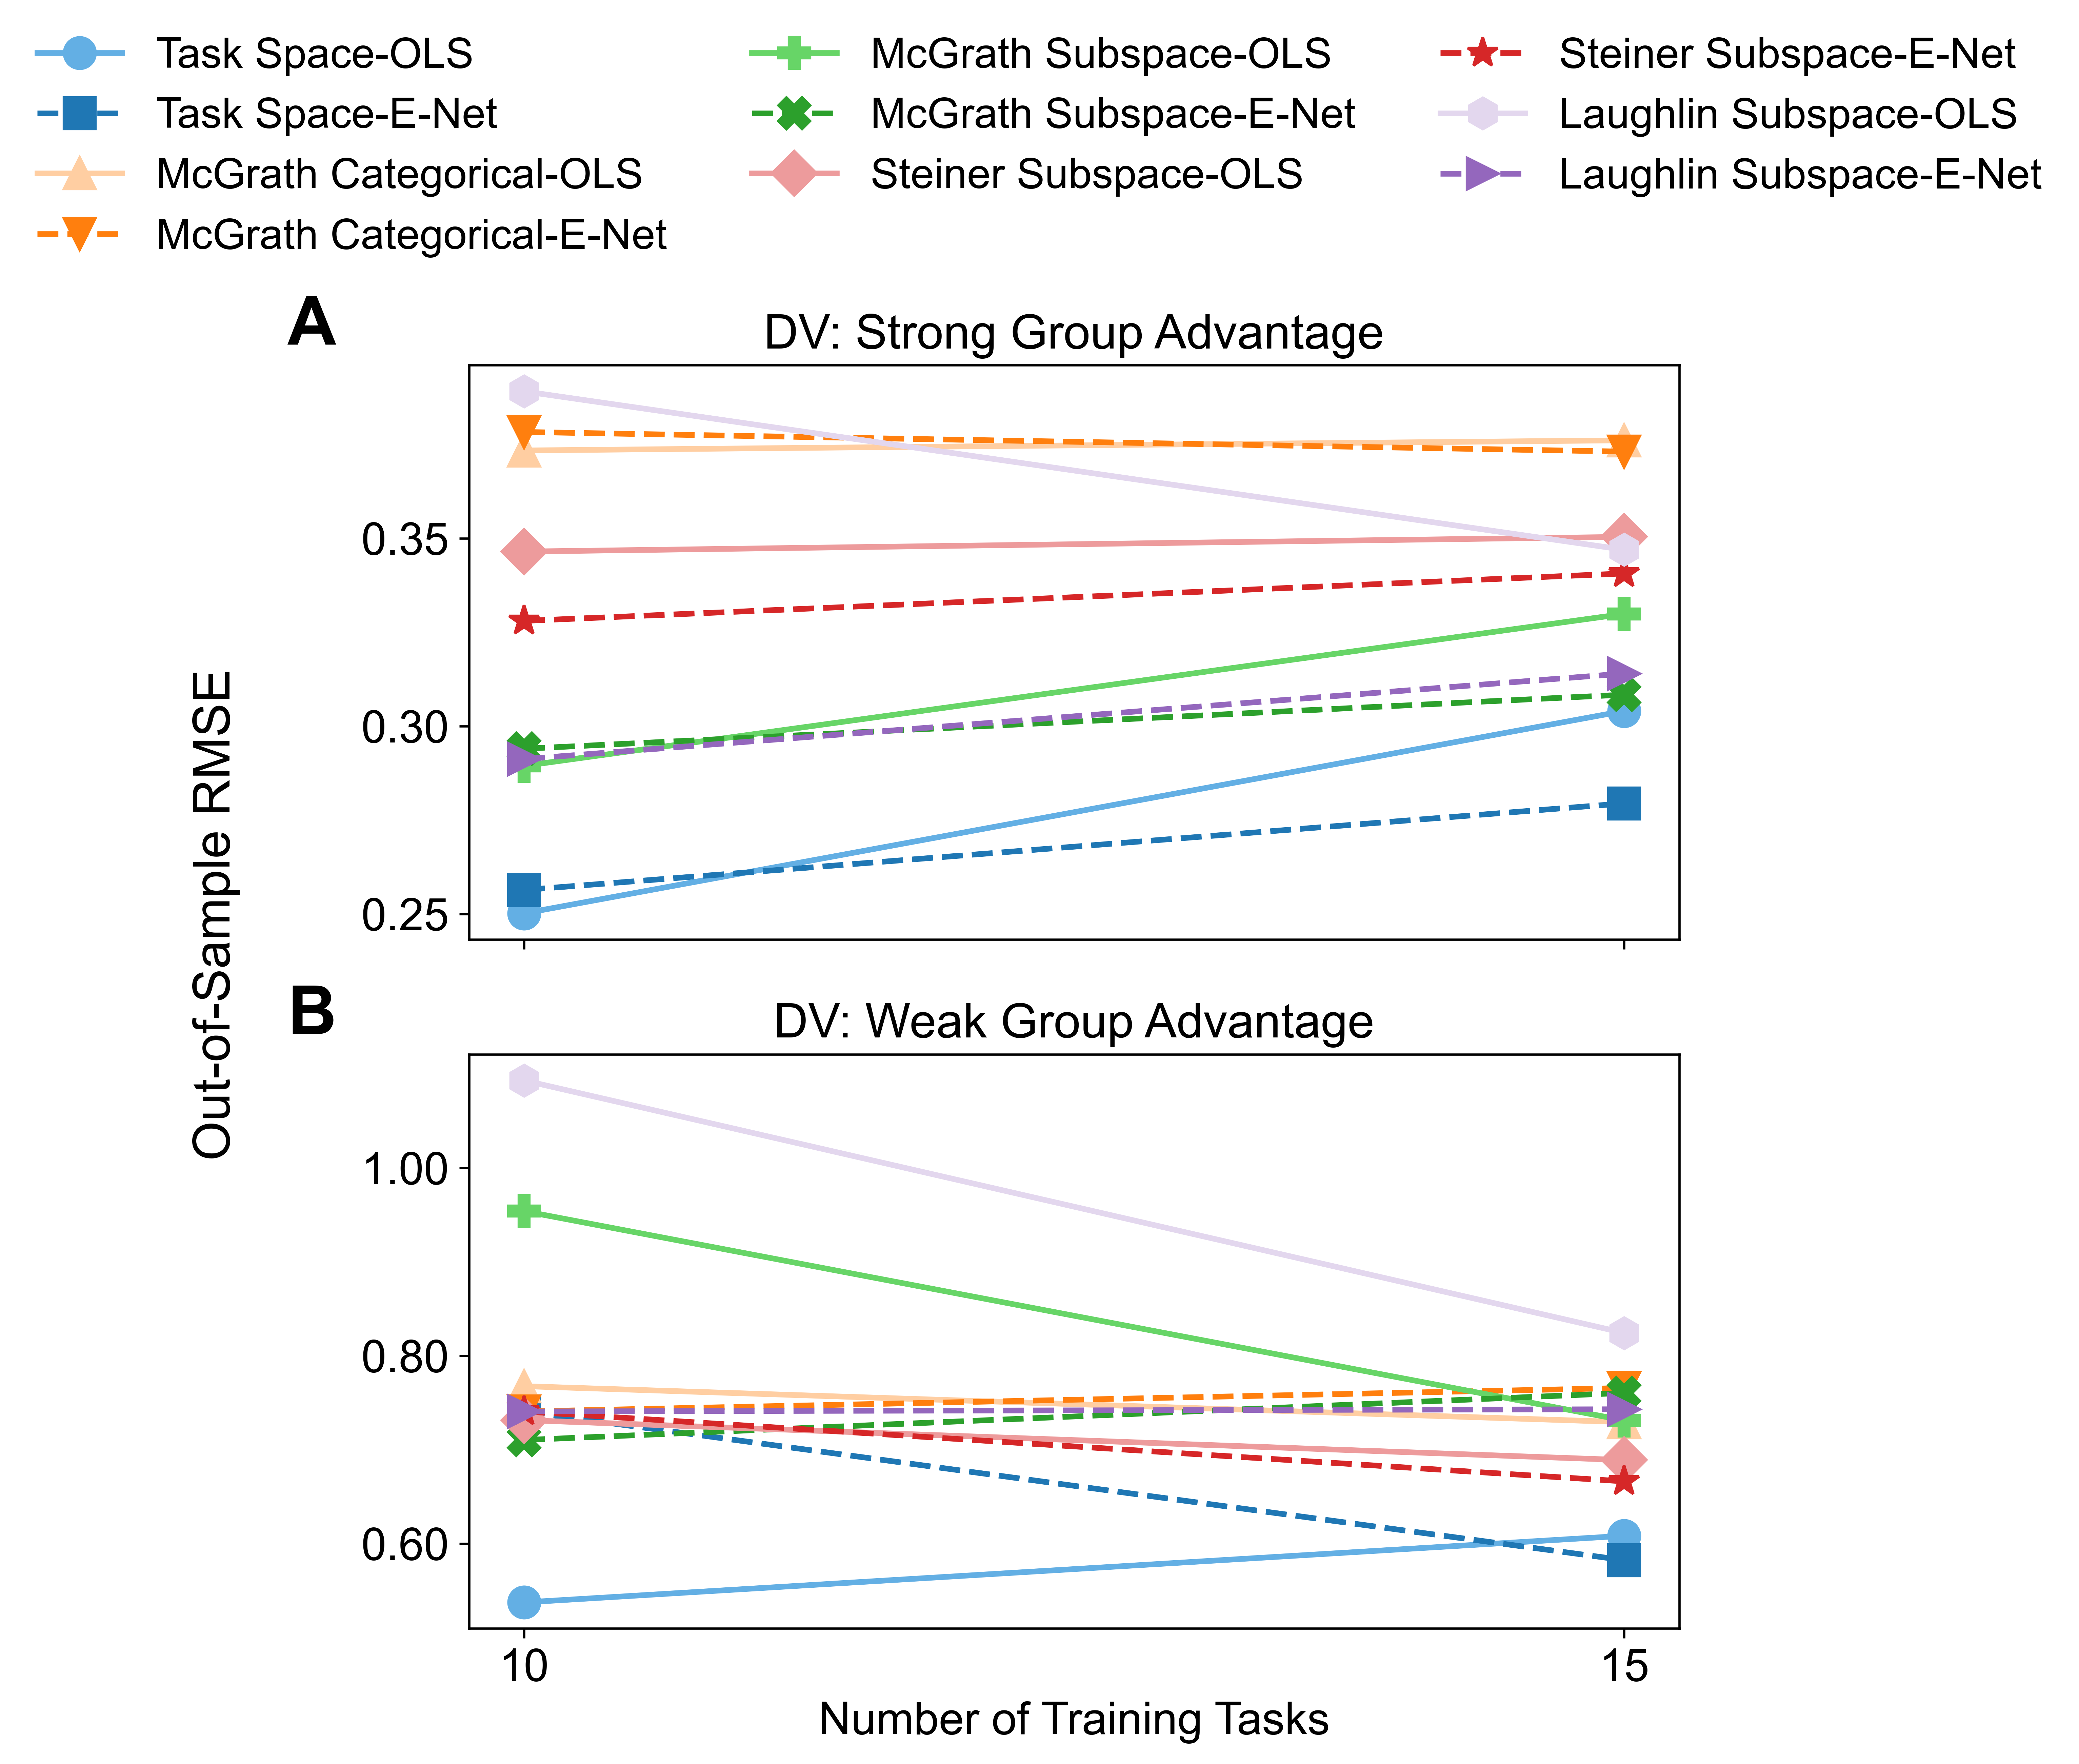 Task Space-OLS
Task Space-E-Net
McGrath Categorical-OLS
McGrath Categorical-E-Net
McGrath Subspace-OLS
McGrath Subspace-E-Net
Steiner Subspace-OLS
Steiner Subspace-E-Net
Laughlin Subspace-OLS
Laughlin Subspace-E-Net
A
DV: Strong Group Advantage
0.35
0.30
0.25
Out-of-Sample RMSE
B
DV: Weak Group Advantage
1.00
0.80
0.60
10 15
Number of Training Tasks